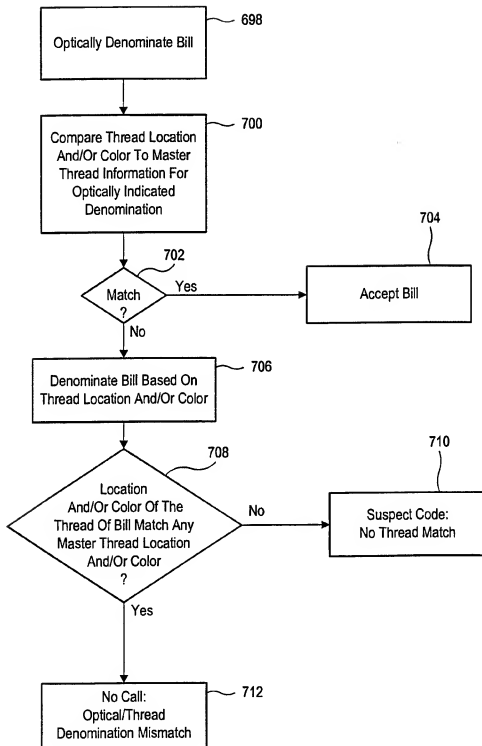 698
Optically Denominate Bill
700
Compare Thread Location
And/Or Color To Master
Thread Information For
Optically Indicated
Denomination
702
Match
?
Yes
704
Accept Bill
No
706
Denominate Bill Based On
Thread Location And/Or Color
708
Location
And/Or Color Of The
Thread Of Bill Match Any
Master Thread Location
And/Or Color
?
No
710
Suspect Code:
No Thread Match
Yes
712
No Call:
Optical/Thread
Denomination Mismatch